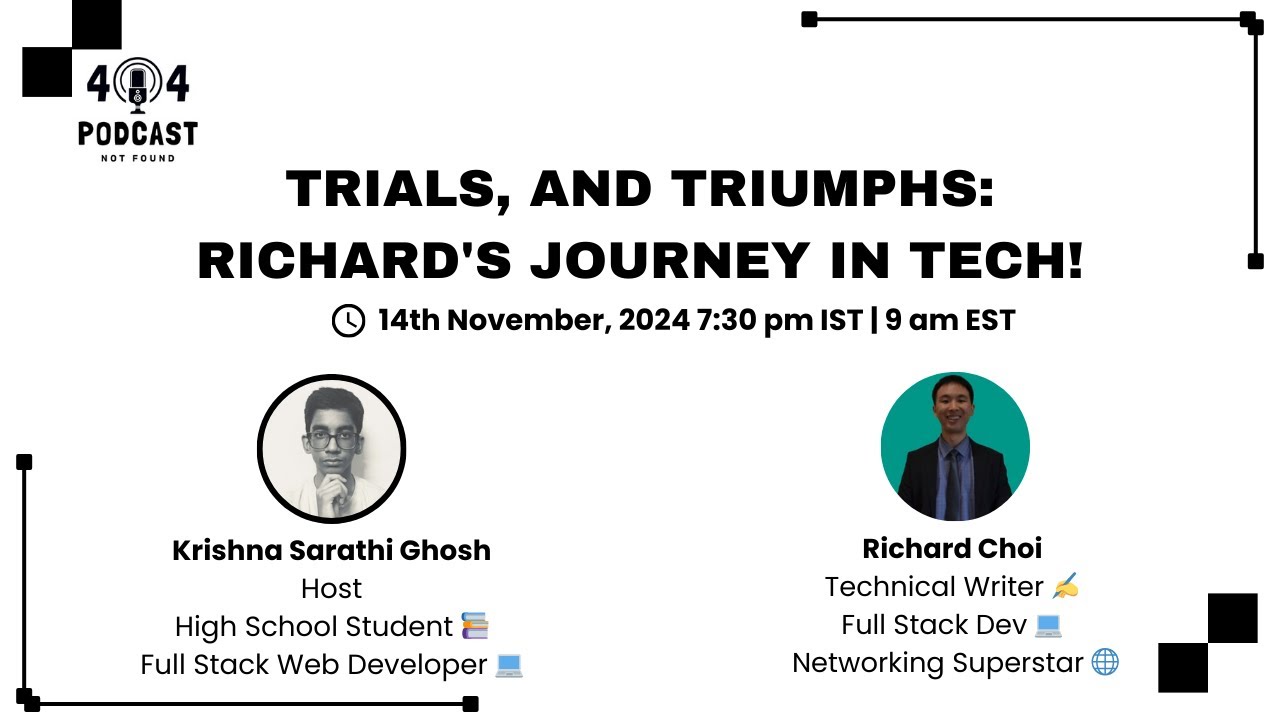 404
PODCAST
NOT FOUND
TRIALS, AND TRIUMPHS:
RICHARD'S JOURNEY IN TECH!
14th November, 2024 7:30 pm IST | 9 am EST
Krishna Sarathi Ghosh
Host
High School Student 📚
Full Stack Web Developer 💻
Richard Choi
Technical Writer ✍️
Full Stack Dev 💻
Networking Superstar 🌐